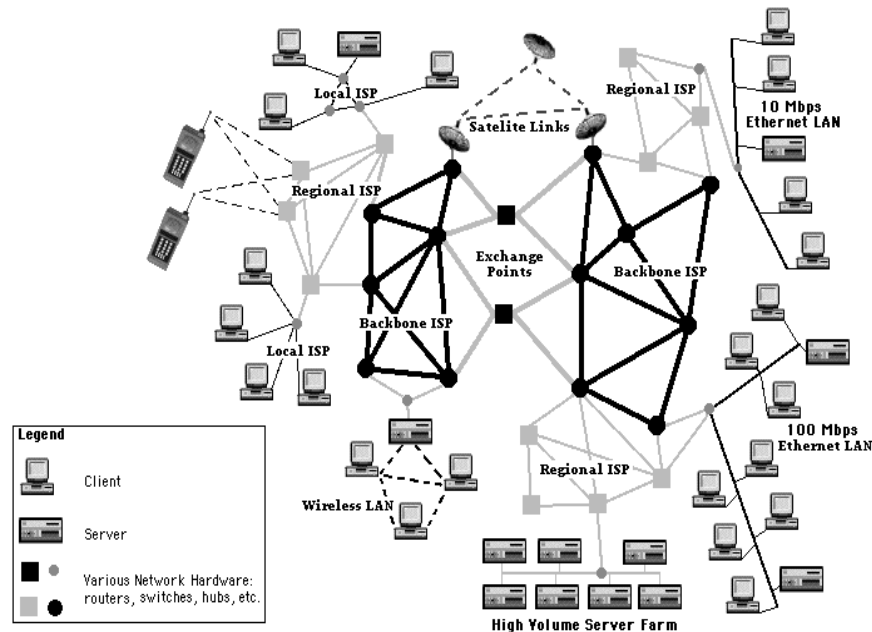 Local ISP
Regional ISP
Satelite Links
10 Mbps
Ethernet LAN
Regional ISP
Exchange
Points
Backbone ISP
Backbone ISP
Local ISP
100 Mbps
Ethernet LAN
Regional ISP
Wireless LAN
High Volume Server Farm
Legend
Client
Server
Various Network Hardware:
routers, switches, hubs, etc.